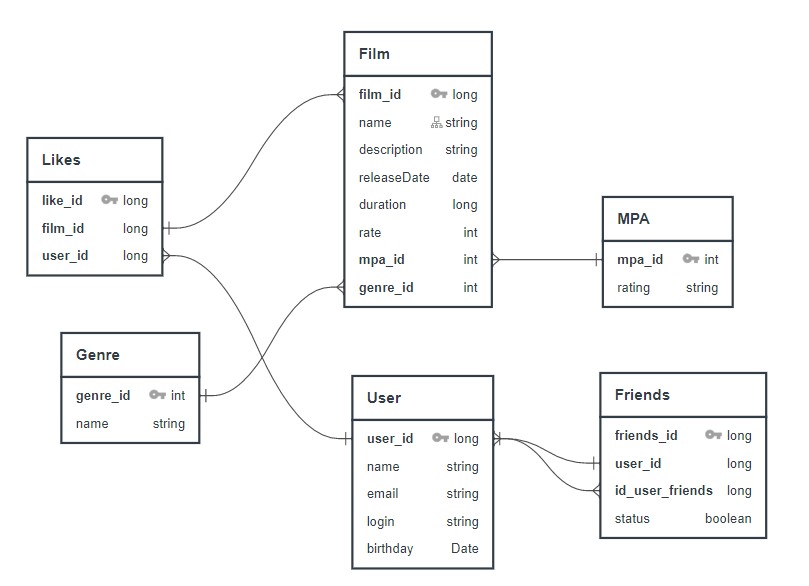 Film
film_id long
name string
description string
releaseDate date
duration long
rate int
mpa_id int
genre_id int
Likes
like_id long
film_id long
user_id long
MPA
mpa_id int
rating string
Genre
genre_id int
name string
User
user_id long
name string
email string
login string
birthday Date
Friends
friends_id long
user_id long
id_user_friends long
status boolean